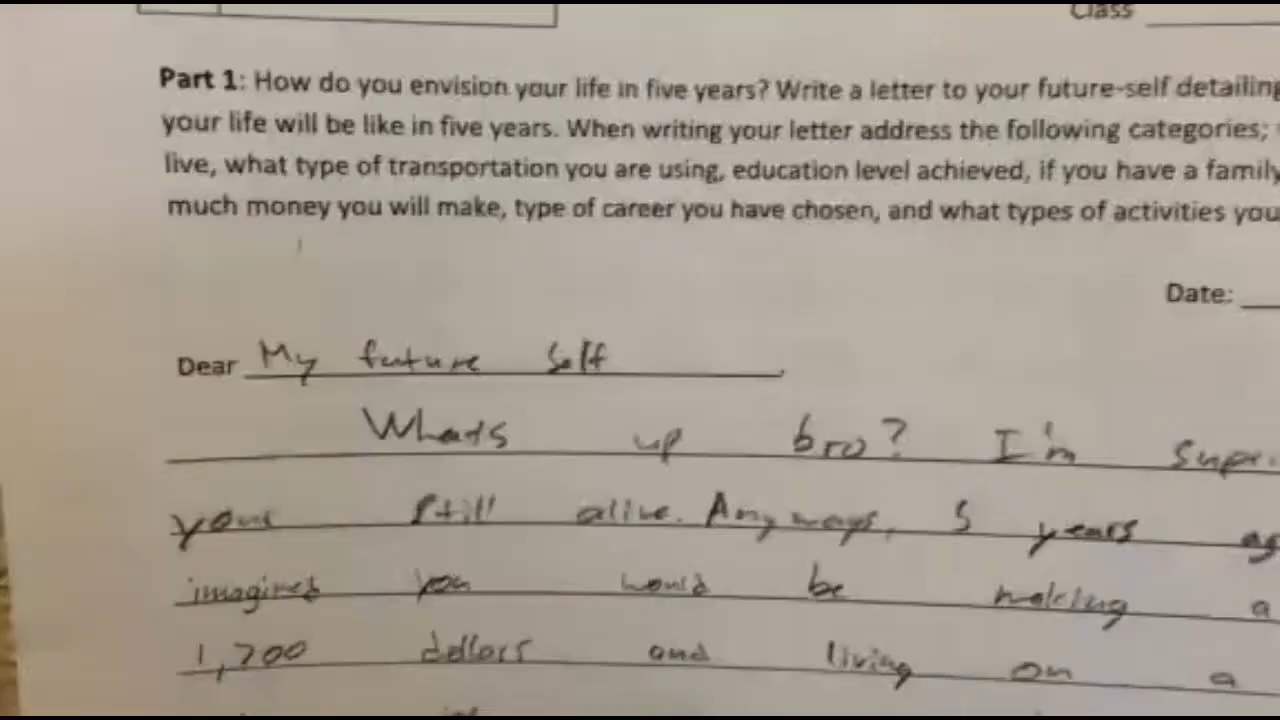 Class
Part 1: How do you envision your life in five years? Write a letter to your future-self detailing
your life will be like in five years. When writing your letter address the following categories;
live, what type of transportation you are using, education level achieved, if you have a family
much money you will make, type of career you have chosen, and what types of activities you
Date:
Dear My future self
Whats up bro? I'm supr
your still alive. Anyways, 5 years ag
imagined you would be making a
1,700 dollars and living on a